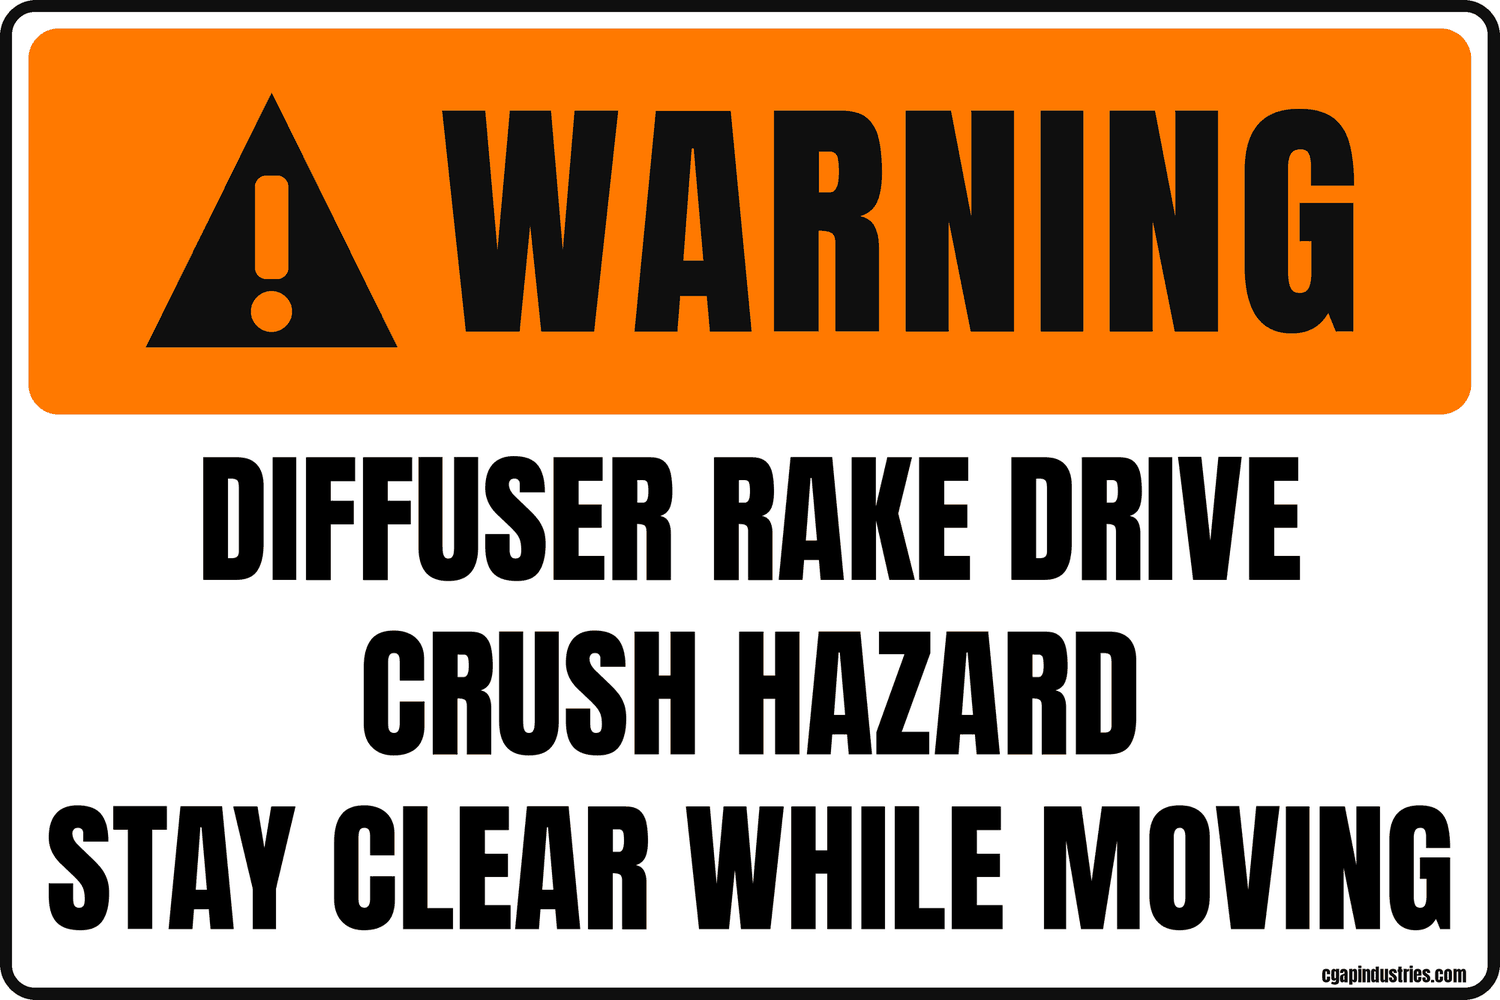 WARNING
DIFFUSER RAKE DRIVE
CRUSH HAZARD
STAY CLEAR WHILE MOVING
cgapindustries.com